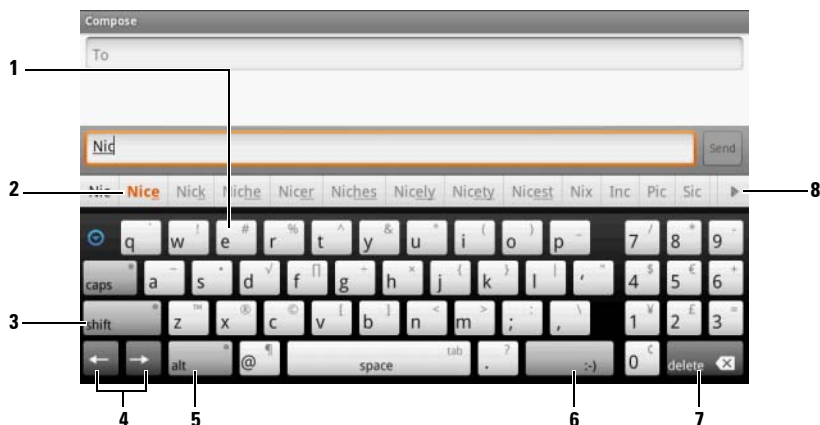 Compose
To
1
Nic
Send
2
Nic Nice Nick Niche Nicer Niches Nicely Nicety Nicest Nix Inc Pic Sic
8
q w ! e # r % t ^ y & u * i ( o ) p _ 7 / 8 * 9 -
caps a ~ s d √ f ∏ g ÷ h × j { k } l | ' " 4 $ 5 € 6 +
3
shift z ™ x ® c © v [ b ] n < m > ; : , \ 1 ¥ 2 £ 3 =
← → alt @ ¶ space tab . ? :-) 0 ¢ delete
4
5
6
7